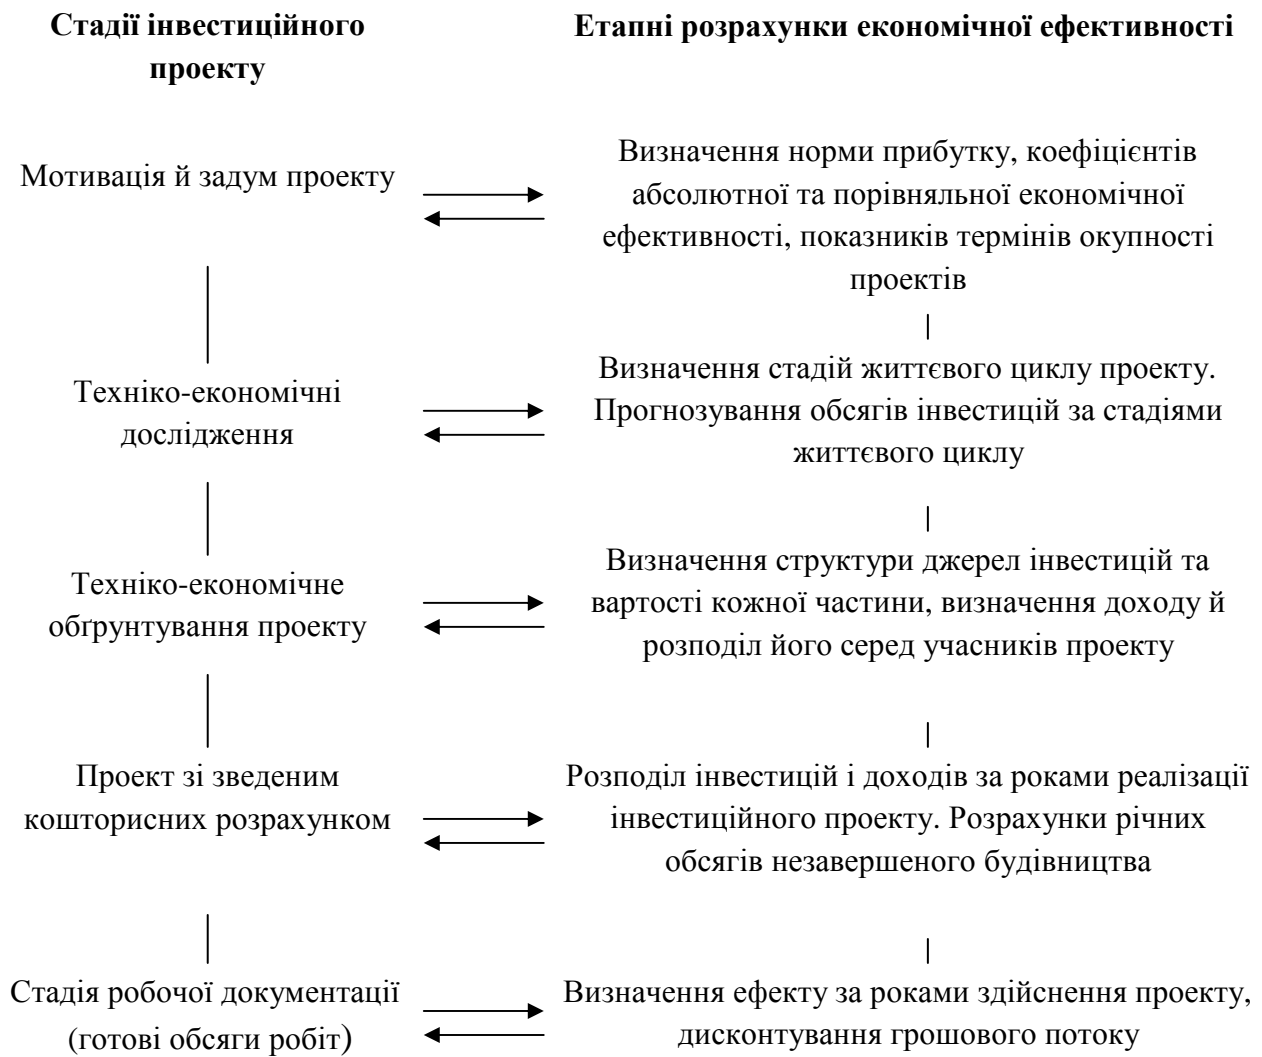 Стадії інвестиційного
проекту
Етапні розрахунки економічної ефективності
Мотивація й задум проекту
Визначення норми прибутку, коефіцієнтів
абсолютної та порівняльної економічної
ефективності, показників термінів окупності
проектів
Техніко-економічні
дослідження
Визначення стадій життєвого циклу проекту.
Прогнозування обсягів інвестицій за стадіями
життєвого циклу
Техніко-економічне
обґрунтування проекту
Визначення структури джерел інвестицій та
вартості кожної частини, визначення доходу й
розподіл його серед учасників проекту
Проект зі зведеним
кошторисних розрахунком
Розподіл інвестицій і доходів за роками реалізації
інвестиційного проекту. Розрахунки річних
обсягів незавершеного будівництва
Стадія робочої документації
(готові обсяги робіт)
Визначення ефекту за роками здійснення проекту,
дисконтування грошового потоку